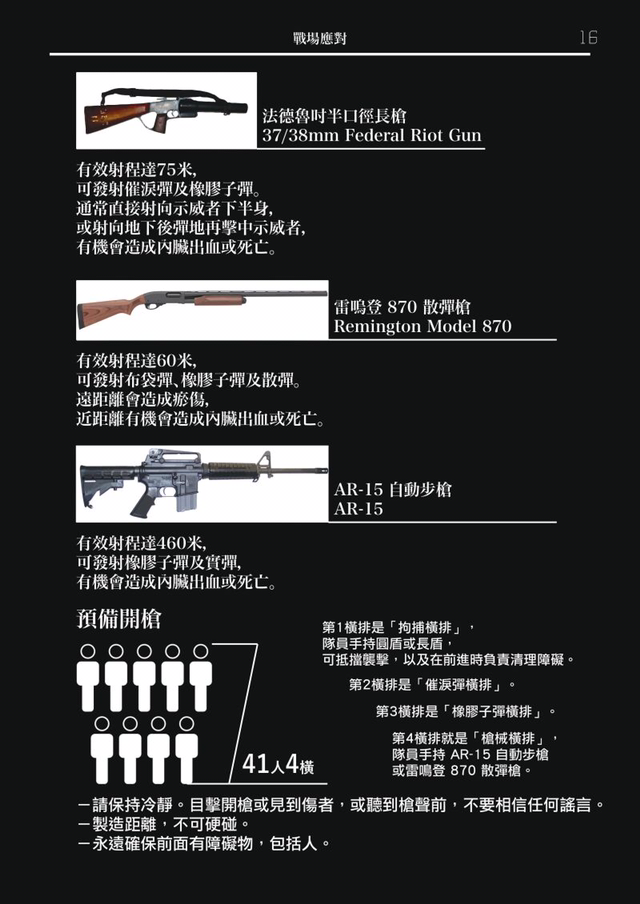 戰場應對
16
法德魯吋半口徑長槍
37/38mm Federal Riot Gun
有效射程達75米,
可發射催淚彈及橡膠子彈。
通常直接射向示威者下半身,
或射向地下後彈地再擊中示威者,
有機會造成內臟出血或死亡。
雷鳴登 870 散彈槍
Remington Model 870
有效射程達60米,
可發射布袋彈、橡膠子彈及散彈。
遠距離會造成瘀傷,
近距離有機會造成內臟出血或死亡。
AR-15 自動步槍
AR-15
有效射程達460米,
可發射橡膠子彈及實彈,
有機會造成內臟出血或死亡。
預備開槍
41人4橫
第1橫排是「拘捕橫排」,
隊員手持圓盾或長盾,
可抵擋襲擊,以及在前進時負責清理障礙。
第2橫排是「催淚彈橫排」。
第3橫排是「橡膠子彈橫排」。
第4橫排就是「槍械橫排」,
隊員手持 AR-15 自動步槍
或雷鳴登 870 散彈槍。
－請保持冷靜。目擊開槍或見到傷者,或聽到槍聲前,不要相信任何謠言。
－製造距離,不可硬碰。
－永遠確保前面有障礙物,包括人。